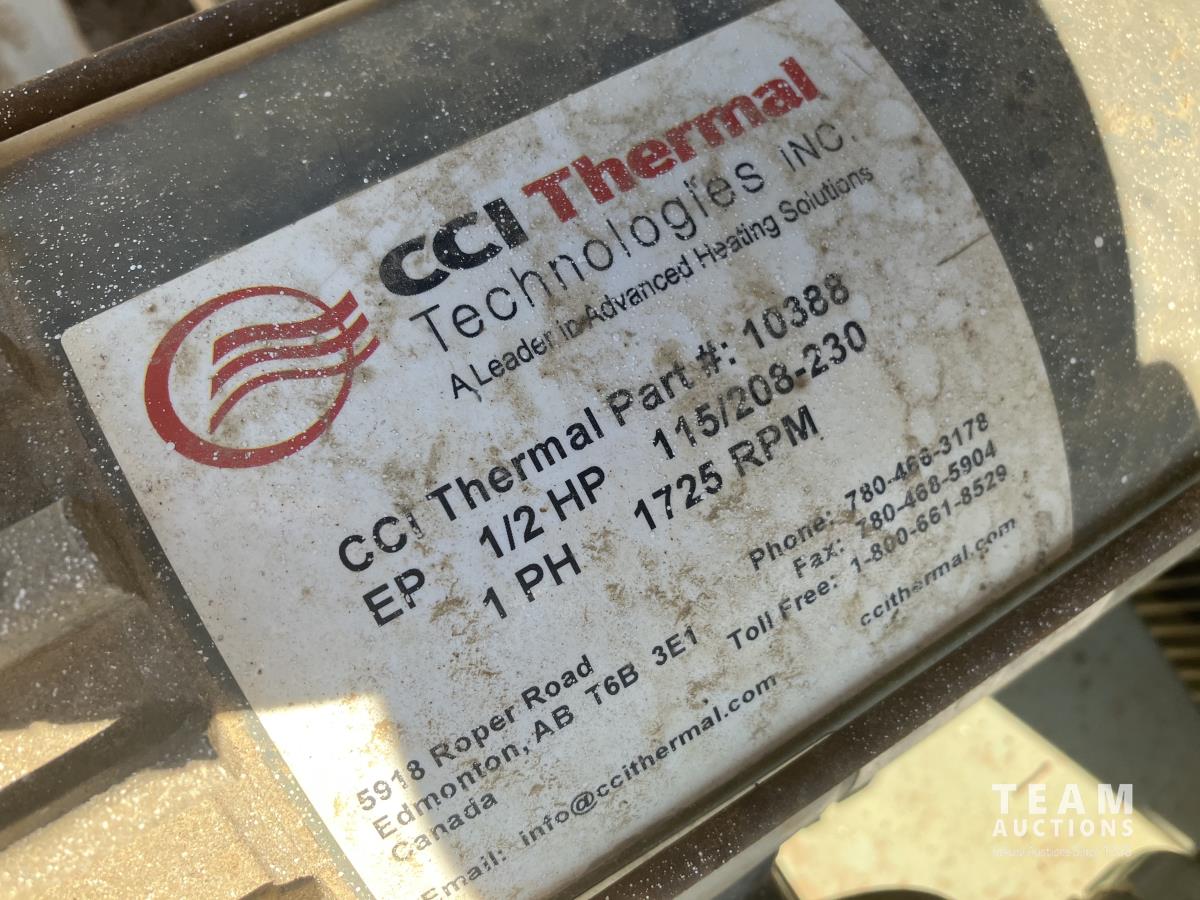 CCI Thermal
Technologies INC.
A Leader in Advanced Heating Solutions
CCI Thermal Part #: 10388
EP 1/2 HP 115/208-230
1 PH 1725 RPM
Phone: 780-466-3178
Fax: 780-468-5904
Toll Free: 1-800-661-8529
ccithermal.com
5918 Roper Road
Edmonton, AB T6B 3E1
Canada
Email: info@ccithermal.com
TEAM
AUCTIONS